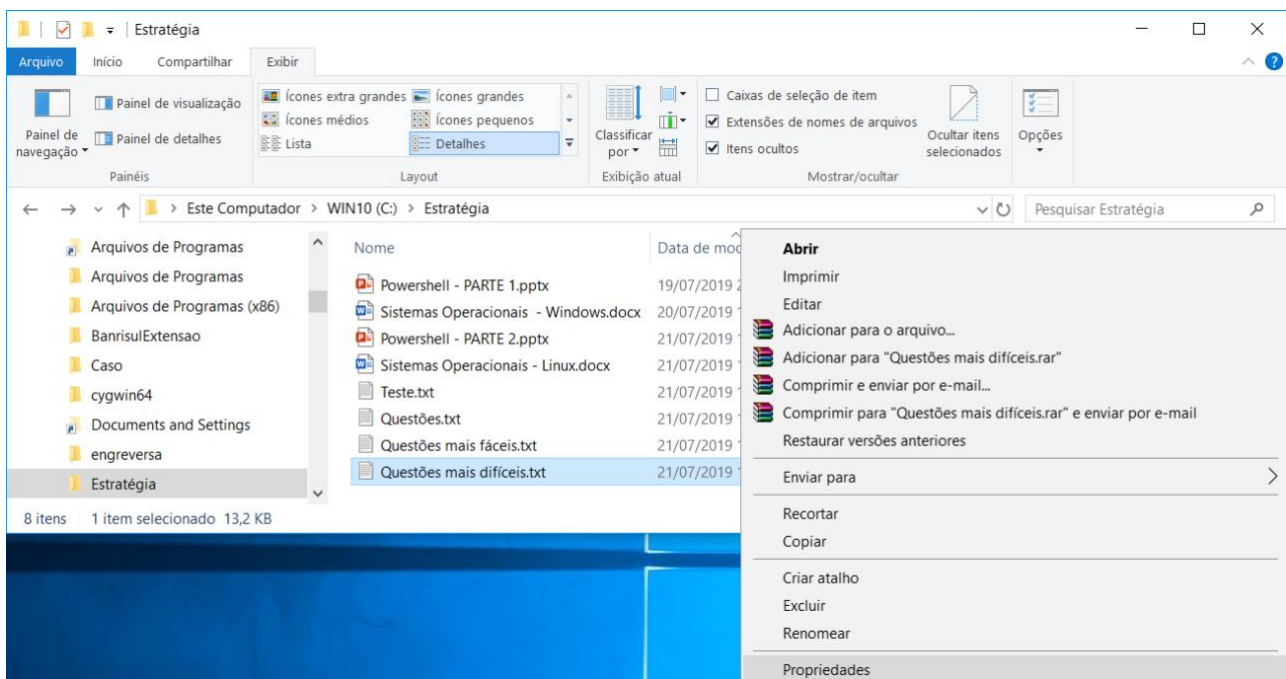 Estratégia
Arquivo Início Compartilhar Exibir
Painel de navegação
Painel de visualização
Painel de detalhes
Painéis
Ícones extra grandes Ícones grandes
Ícones médios Ícones pequenos
Lista Detalhes
Layout
Classificar por
Exibição atual
Caixas de seleção de item
Extensões de nomes de arquivos
Itens ocultos
Ocultar itens selecionados
Mostrar/ocultar
Opções
Este Computador > WIN10 (C:) > Estratégia
Pesquisar Estratégia
Arquivos de Programas
Arquivos de Programas
Arquivos de Programas (x86)
BanrisulExtensao
Caso
cygwin64
Documents and Settings
engreversa
Estratégia
Nome Data de moc
Powershell - PARTE 1.pptx 19/07/2019
Sistemas Operacionais - Windows.docx 20/07/2019
Powershell - PARTE 2.pptx 21/07/2019
Sistemas Operacionais - Linux.docx 21/07/2019
Teste.txt 21/07/2019
Questões.txt 21/07/2019
Questões mais fáceis.txt 21/07/2019
Questões mais difíceis.txt 21/07/2019
8 itens 1 item selecionado 13,2 KB
Abrir
Imprimir
Editar
Adicionar para o arquivo...
Adicionar para "Questões mais difíceis.rar"
Comprimir e enviar por e-mail...
Comprimir para "Questões mais difíceis.rar" e enviar por e-mail
Restaurar versões anteriores
Enviar para
Recortar
Copiar
Criar atalho
Excluir
Renomear
Propriedades